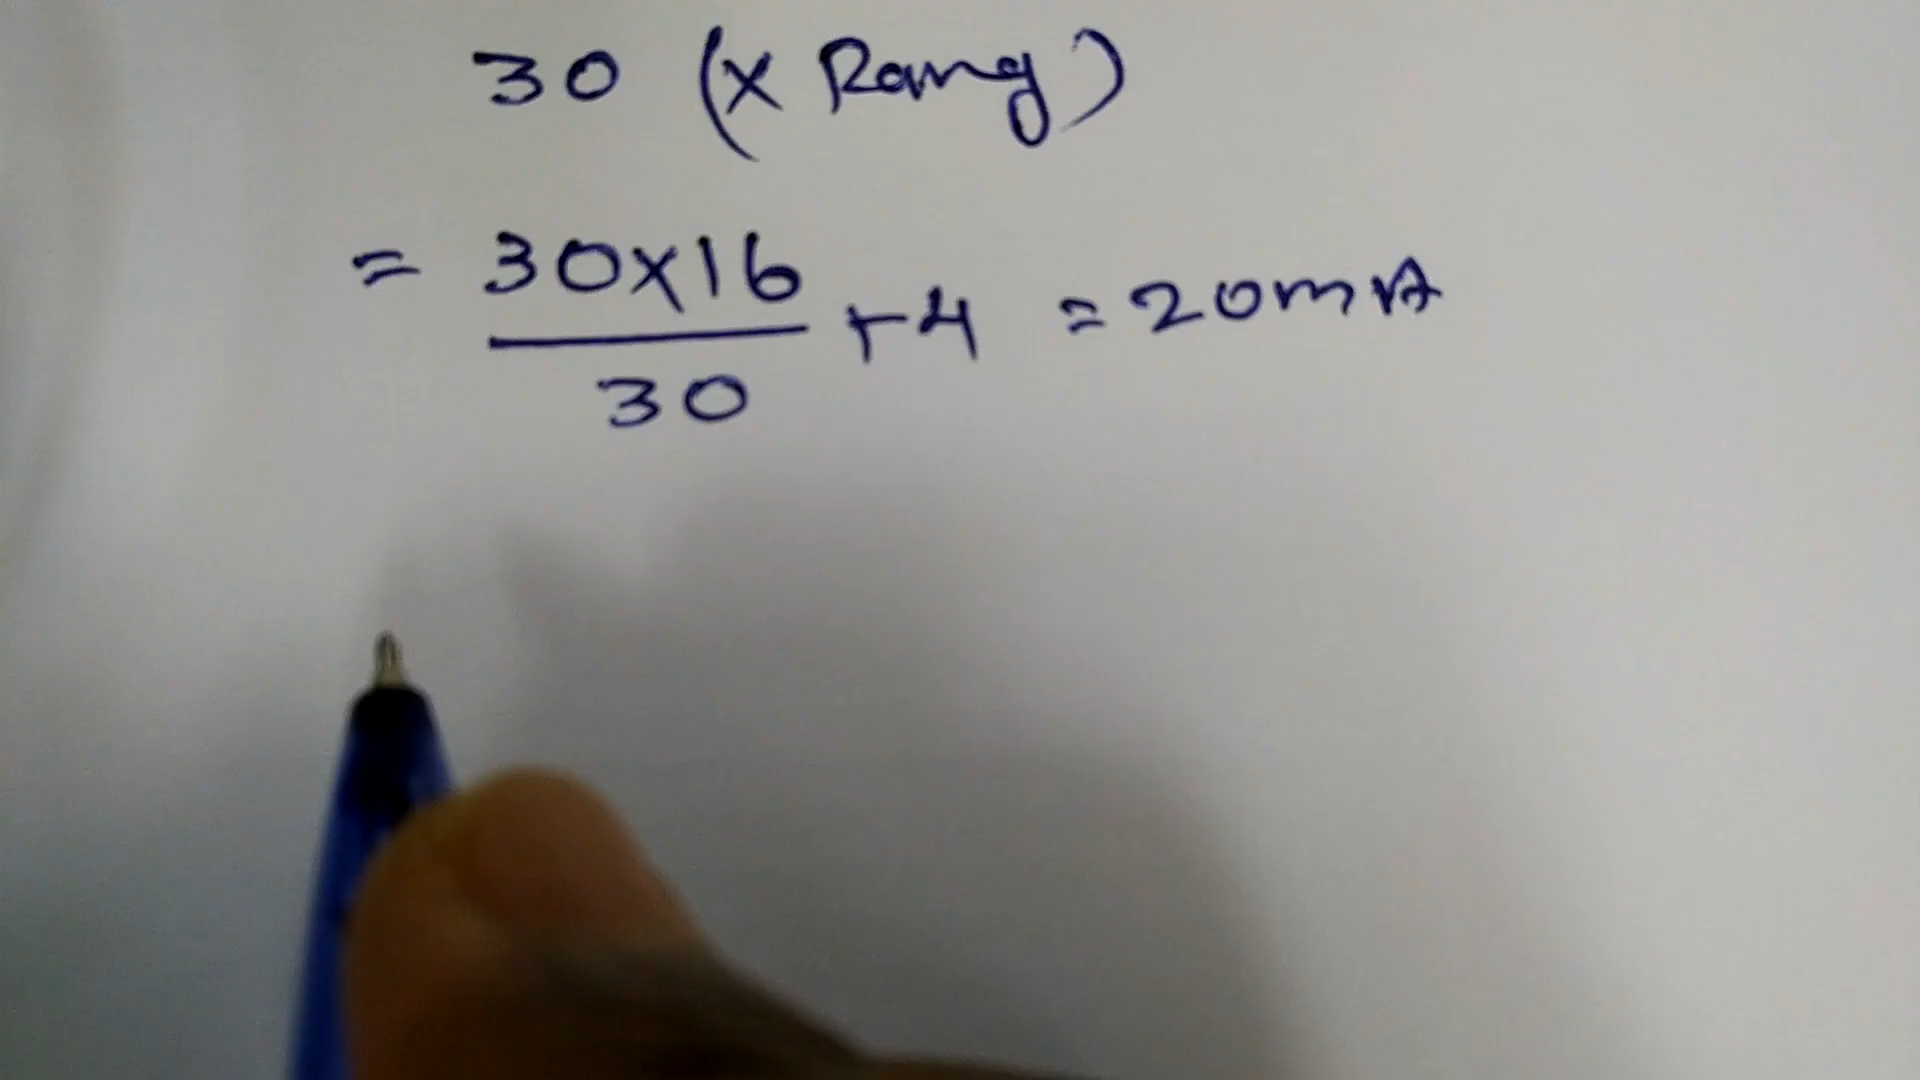 30 (X Rang)
= 30x16
/ 30 + 4 = 20mA